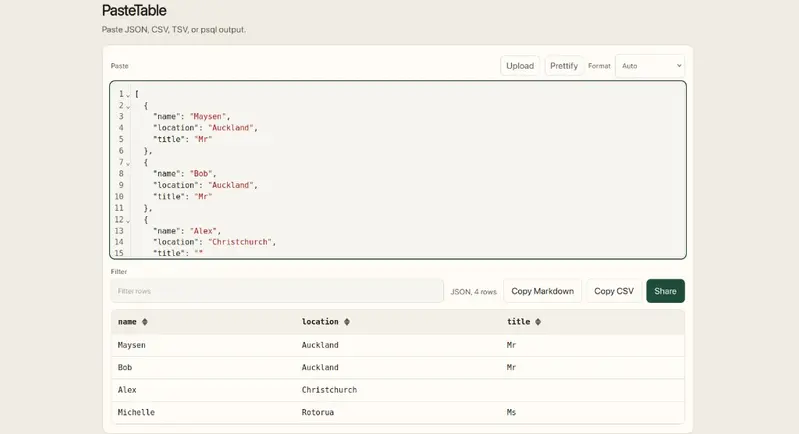 PasteTable
Paste JSON, CSV, TSV, or psql output.
Paste Upload Prettify Format Auto
1 [
2 {
3 "name": "Maysen",
4 "location": "Auckland",
5 "title": "Mr"
6 },
7 {
8 "name": "Bob",
9 "location": "Auckland",
10 "title": "Mr"
11 },
12 {
13 "name": "Alex",
14 "location": "Christchurch",
15 "title": ""
Filter
Filter rows JSON, 4 rows Copy Markdown Copy CSV Share
name location title
Maysen Auckland Mr
Bob Auckland Mr
Alex Christchurch
Michelle Rotorua Ms